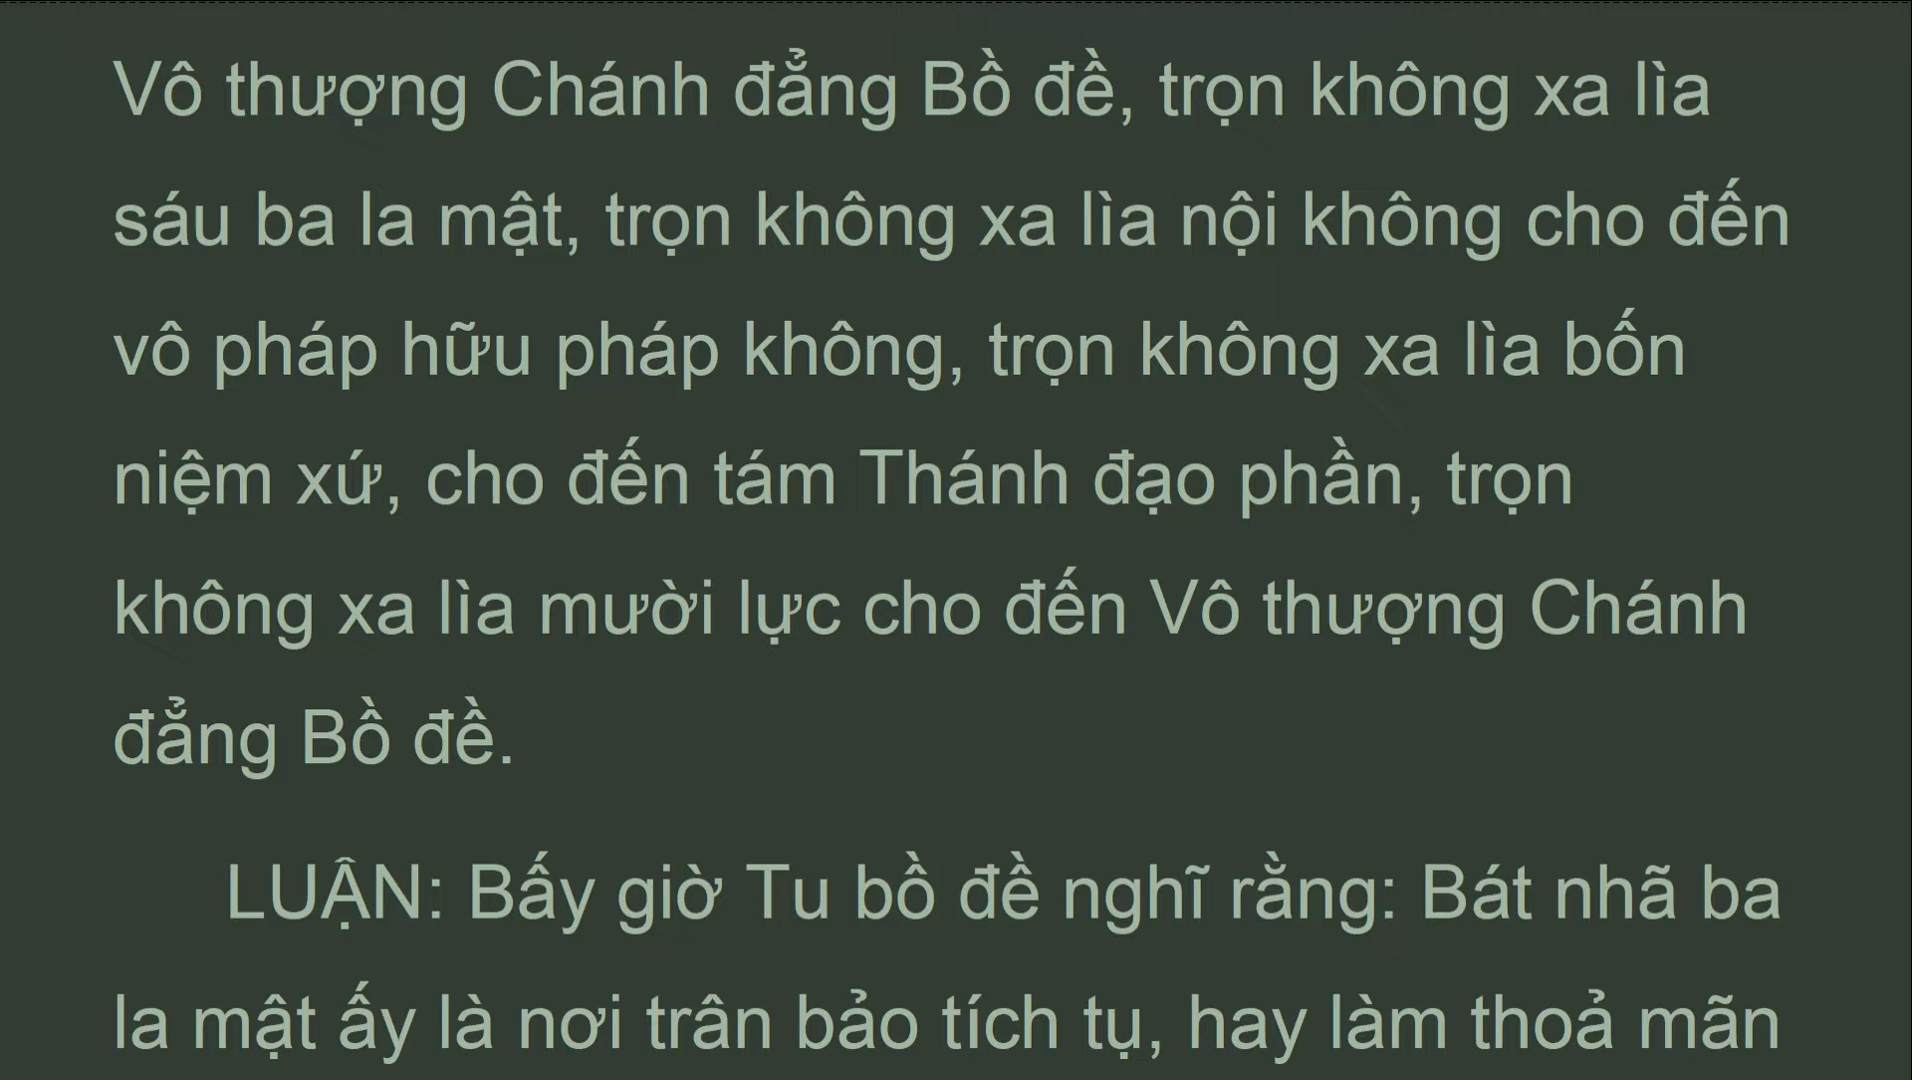 Vô thượng Chánh đẳng Bồ đề, trọn không xa lìa
sáu ba la mật, trọn không xa lìa nội không cho đến
vô pháp hữu pháp không, trọn không xa lìa bốn
niệm xứ, cho đến tám Thánh đạo phần, trọn
không xa lìa mười lực cho đến Vô thượng Chánh
đẳng Bồ đề.
LUẬN: Bấy giờ Tu bồ đề nghĩ rằng: Bát nhã ba
la mật ấy là nơi trân bảo tích tụ, hay làm thoả mãn